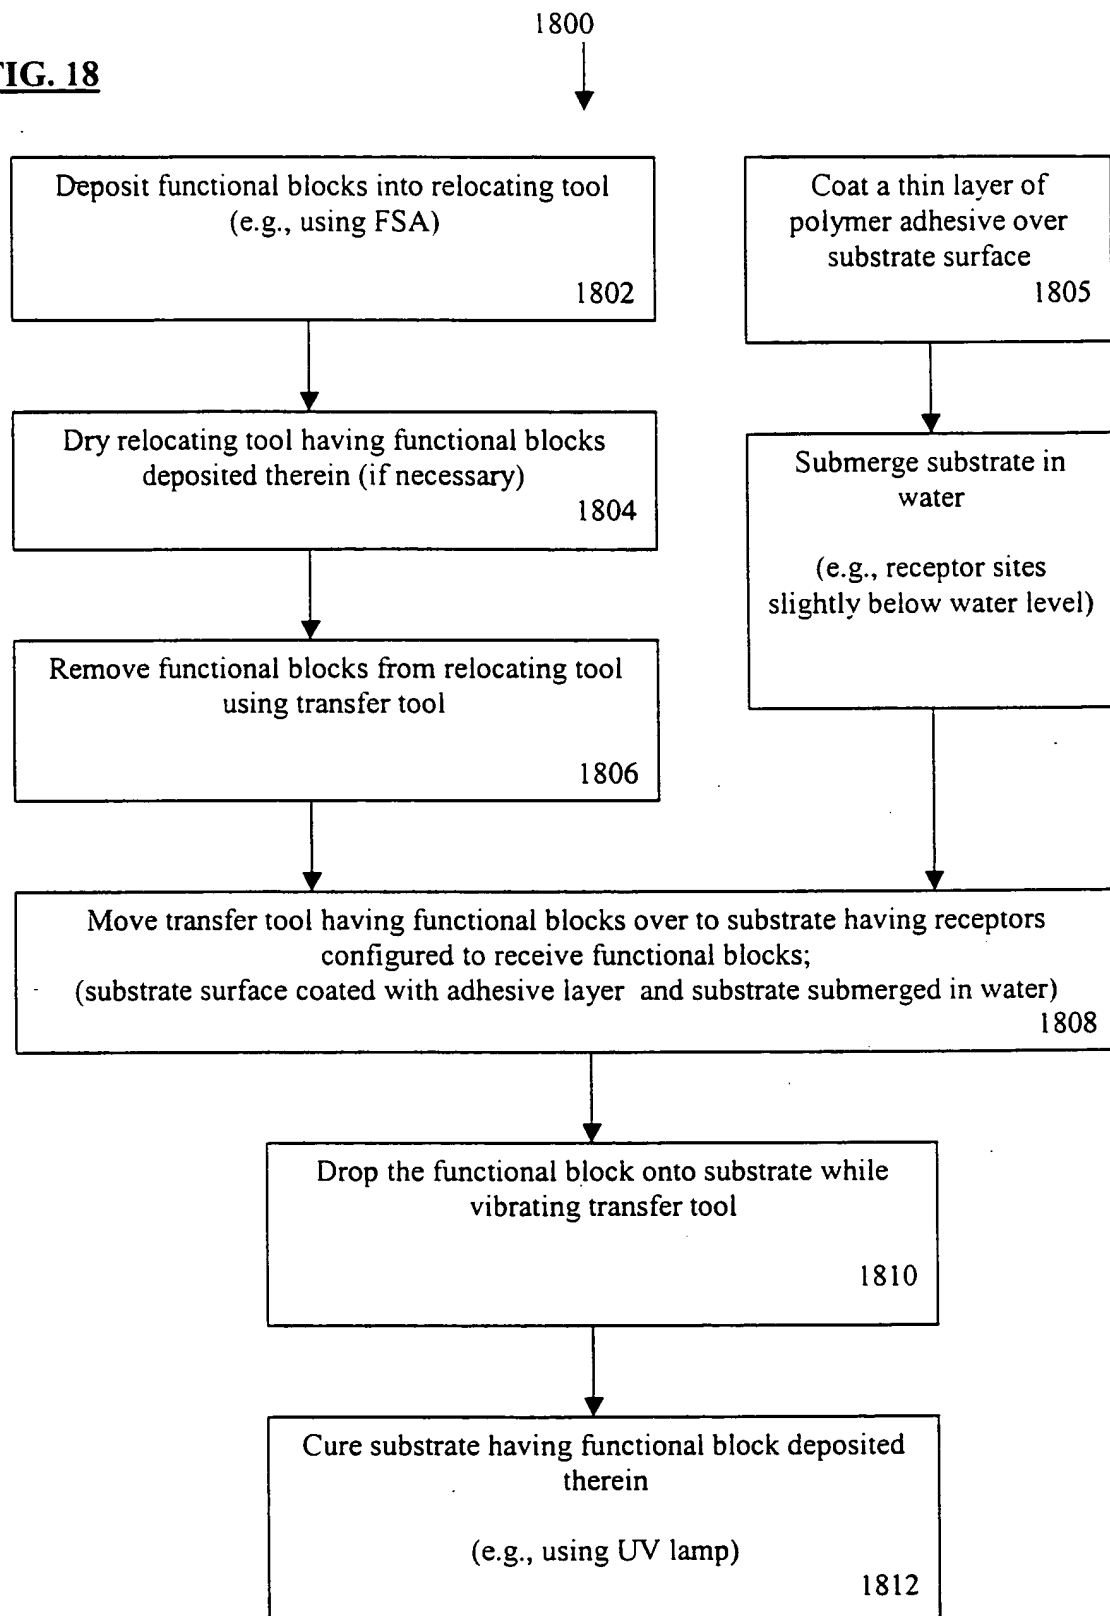 1800
FIG. 18
Deposit functional blocks into relocating tool
(e.g., using FSA)
1802
Dry relocating tool having functional blocks
deposited therein (if necessary)
1804
Remove functional blocks from relocating tool
using transfer tool
1806
Coat a thin layer of
polymer adhesive over
substrate surface
1805
Submerge substrate in
water
(e.g., receptor sites
slightly below water level)
Move transfer tool having functional blocks over to substrate having receptors
configured to receive functional blocks;
(substrate surface coated with adhesive layer and substrate submerged in water)
1808
Drop the functional block onto substrate while
vibrating transfer tool
1810
Cure substrate having functional block deposited
therein
(e.g., using UV lamp)
1812